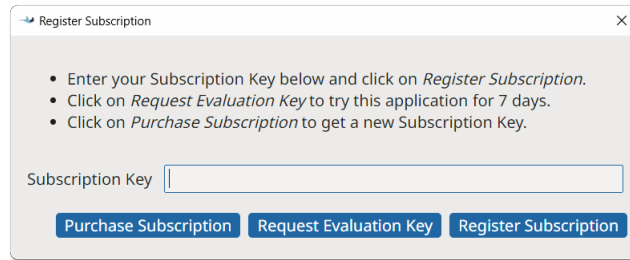 Register Subscription
• Enter your Subscription Key below and click on Register Subscription.
• Click on Request Evaluation Key to try this application for 7 days.
• Click on Purchase Subscription to get a new Subscription Key.
Subscription Key
Purchase Subscription Request Evaluation Key Register Subscription